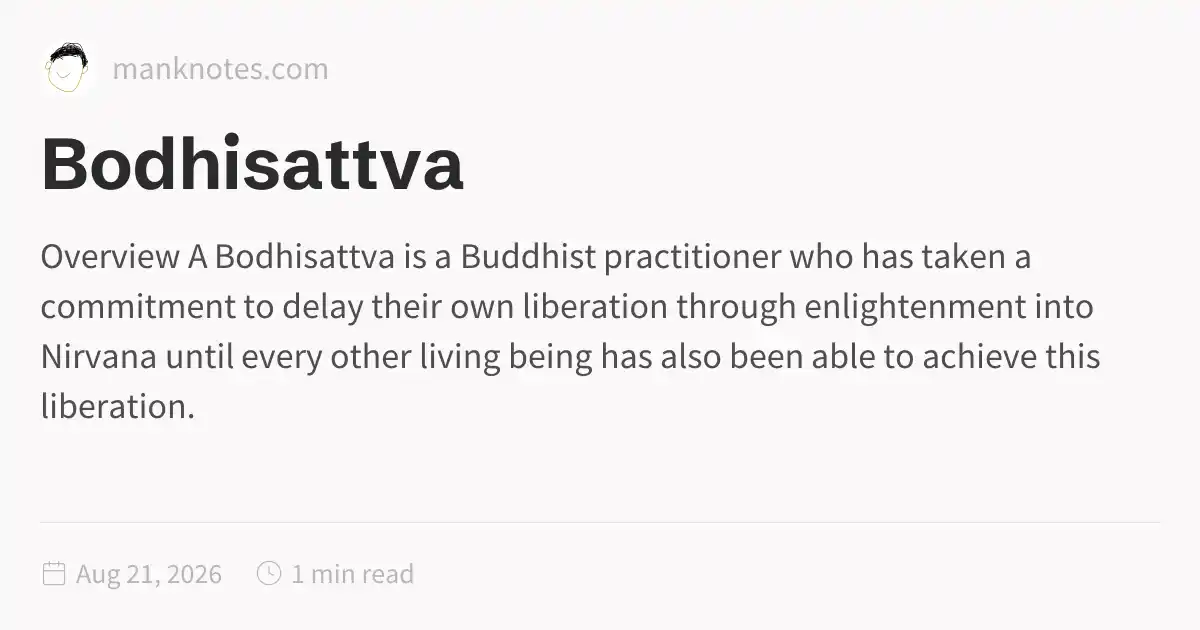 manknotes.com
Bodhisattva
Overview A Bodhisattva is a Buddhist practitioner who has taken a
commitment to delay their own liberation through enlightenment into
Nirvana until every other living being has also been able to achieve this
liberation.
Aug 21, 2026 1 min read